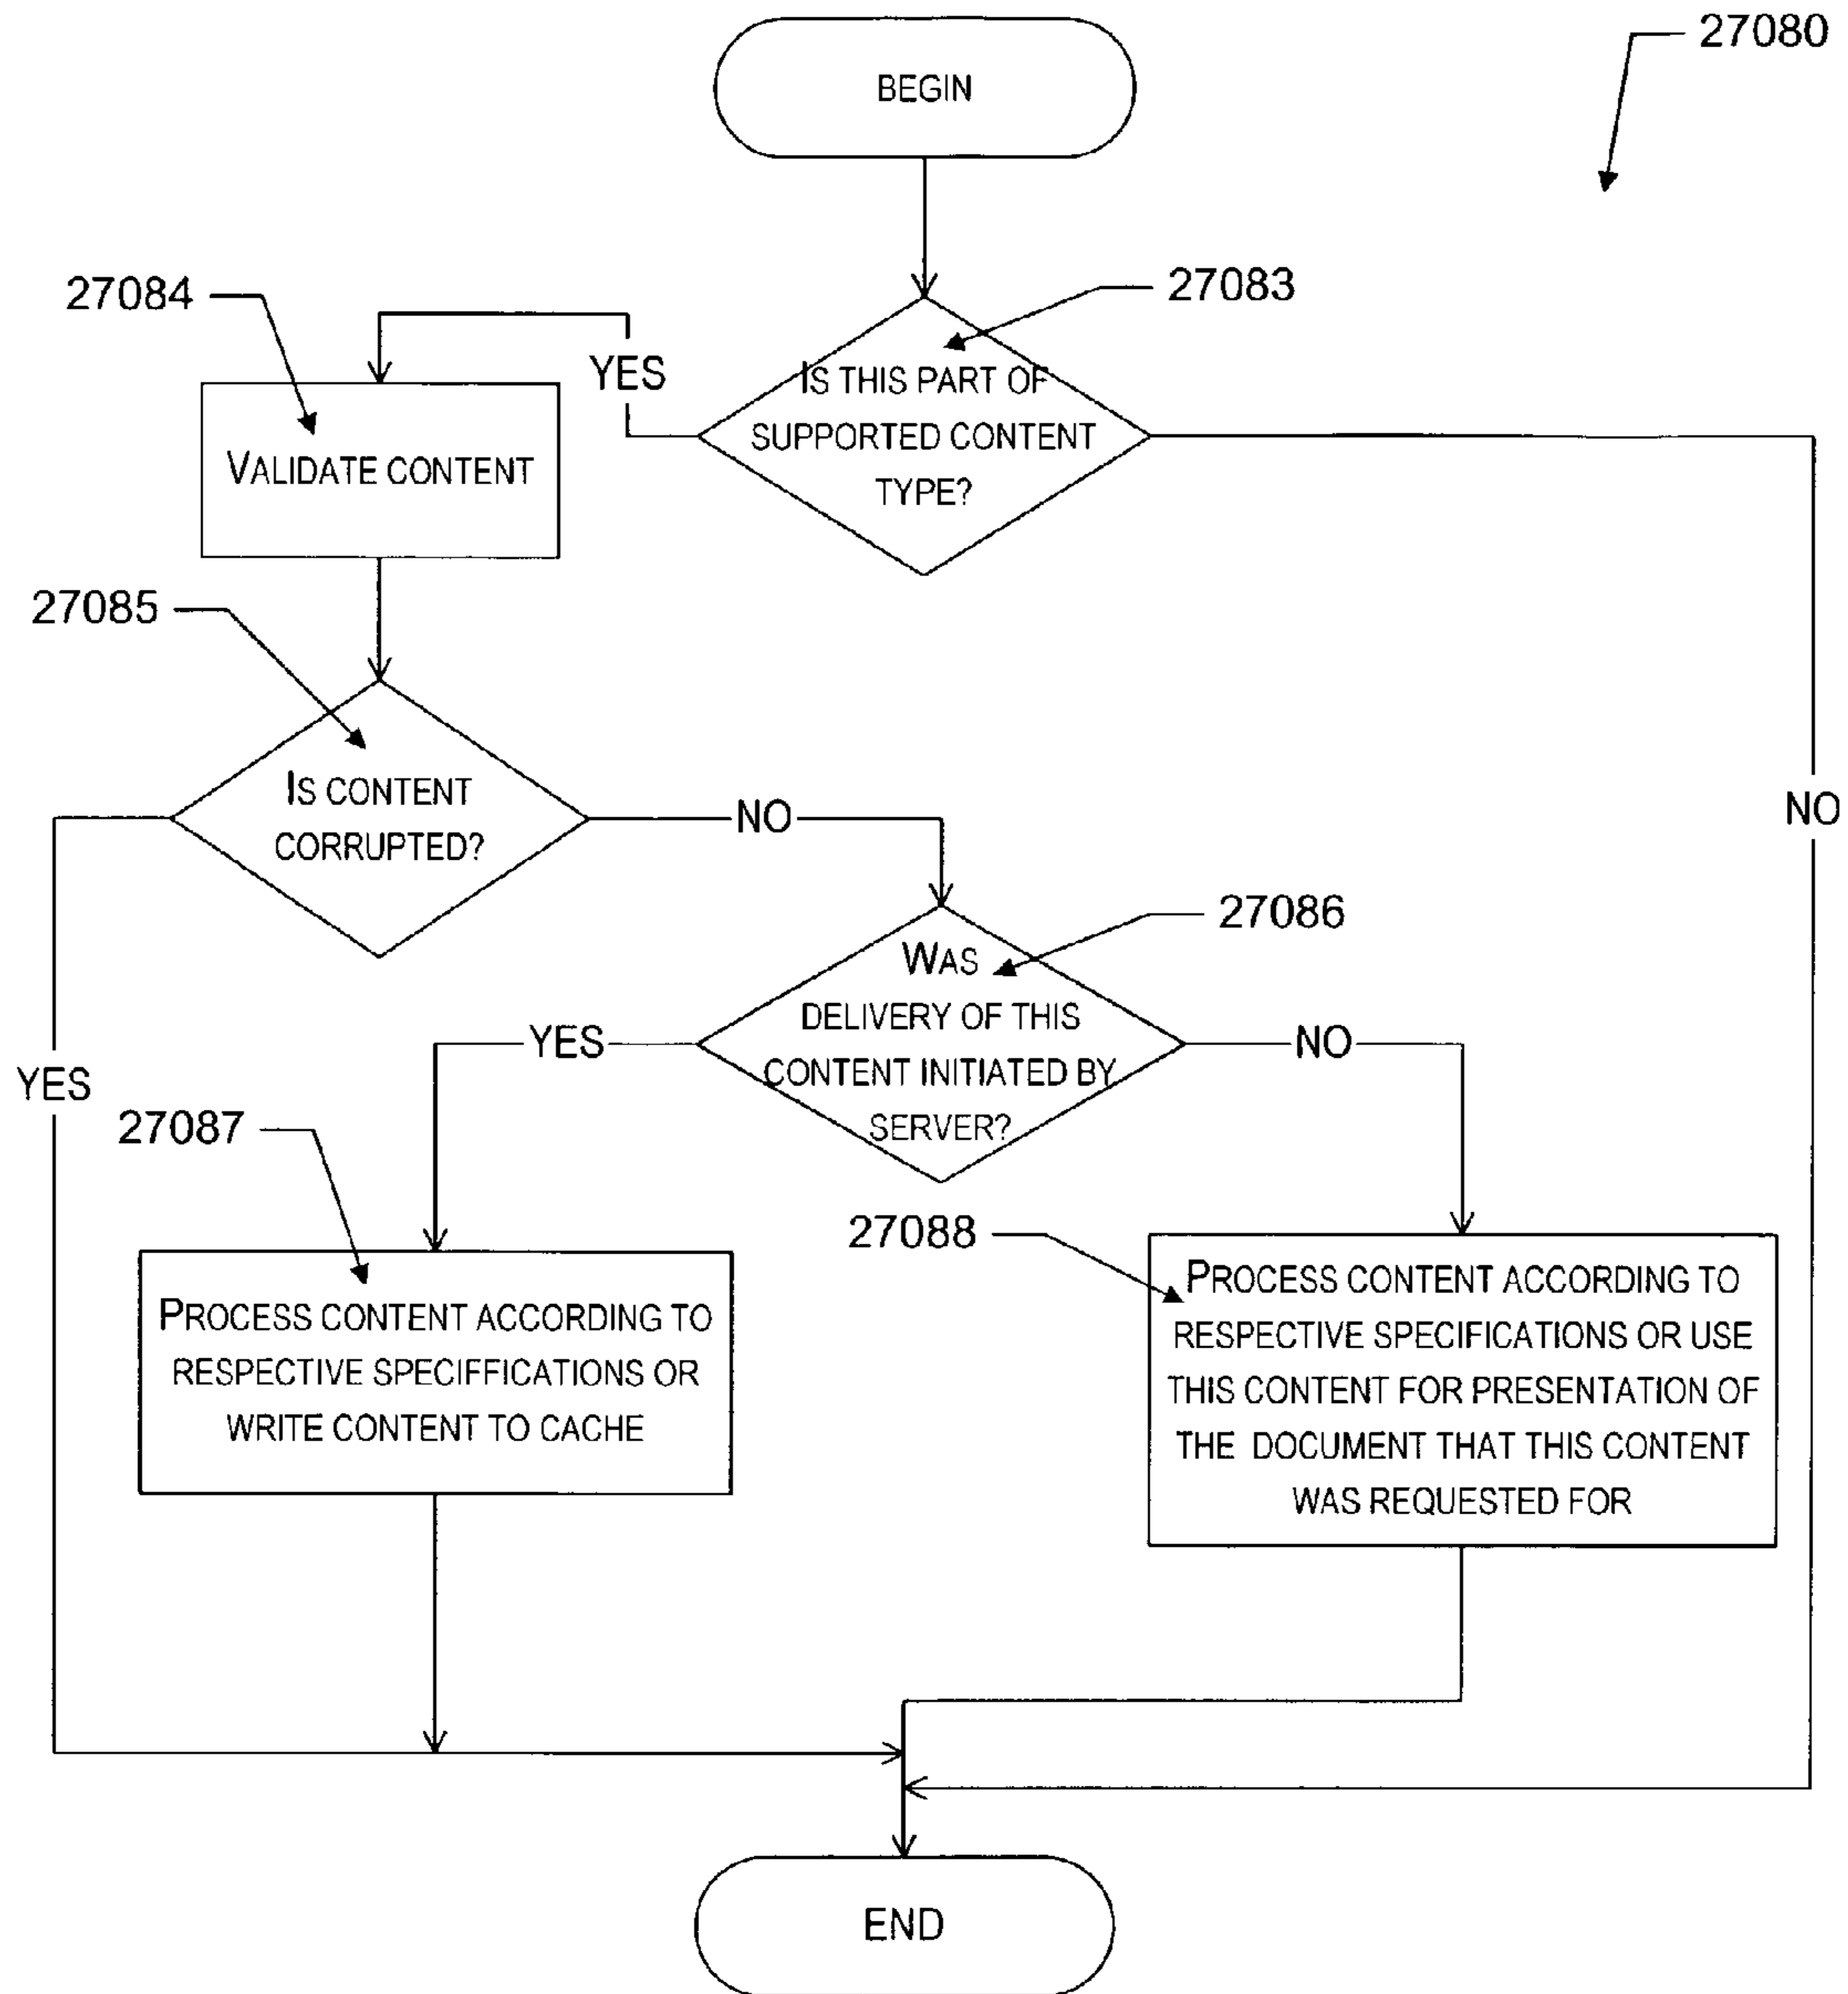 27080
BEGIN
27083
27084
YES
IS THIS PART OF
SUPPORTED CONTENT
TYPE?
VALIDATE CONTENT
27085
IS CONTENT
CORRUPTED?
NO
NO
27086
WAS
DELIVERY OF THIS
CONTENT INITIATED BY
SERVER?
YES
NO
YES
27087
27088
PROCESS CONTENT ACCORDING TO
RESPECTIVE SPECIFFICATIONS OR
WRITE CONTENT TO CACHE
PROCESS CONTENT ACCORDING TO
RESPECTIVE SPECIFICATIONS OR USE
THIS CONTENT FOR PRESENTATION OF
THE DOCUMENT THAT THIS CONTENT
WAS REQUESTED FOR
END